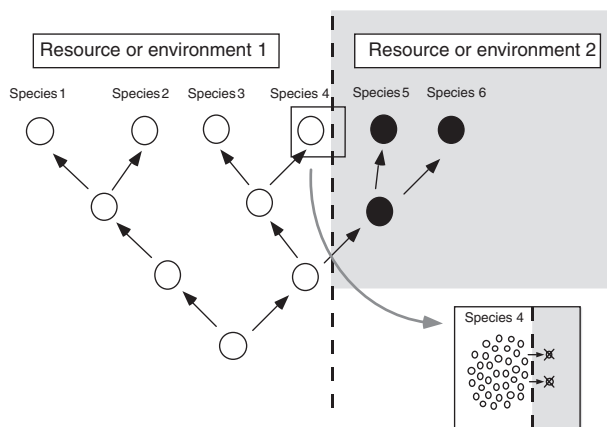 Resource or environment 1
Resource or environment 2
Species 1
Species 2
Species 3
Species 4
Species 5
Species 6
Species 4